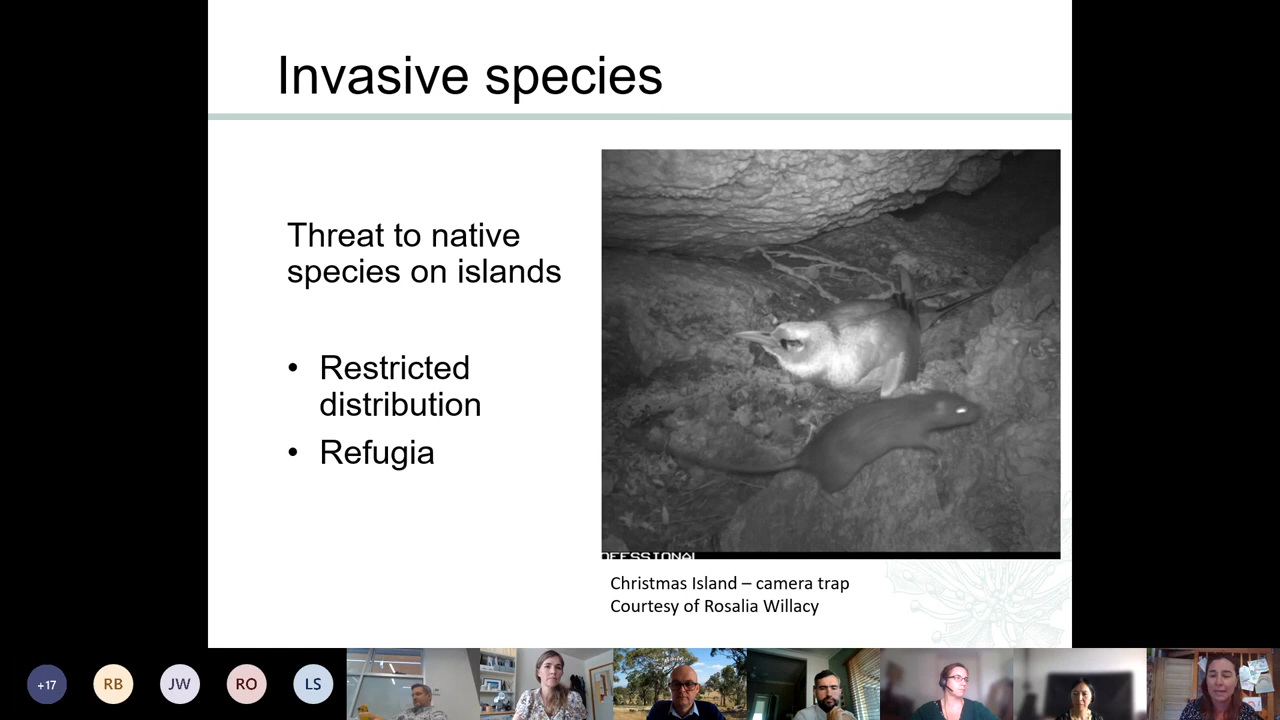 Invasive species
Threat to native
species on islands
• Restricted
distribution
• Refugia
OFESSIONAL
Christmas Island – camera trap
Courtesy of Rosalia Willacy
+17
RB
JW
RO
LS